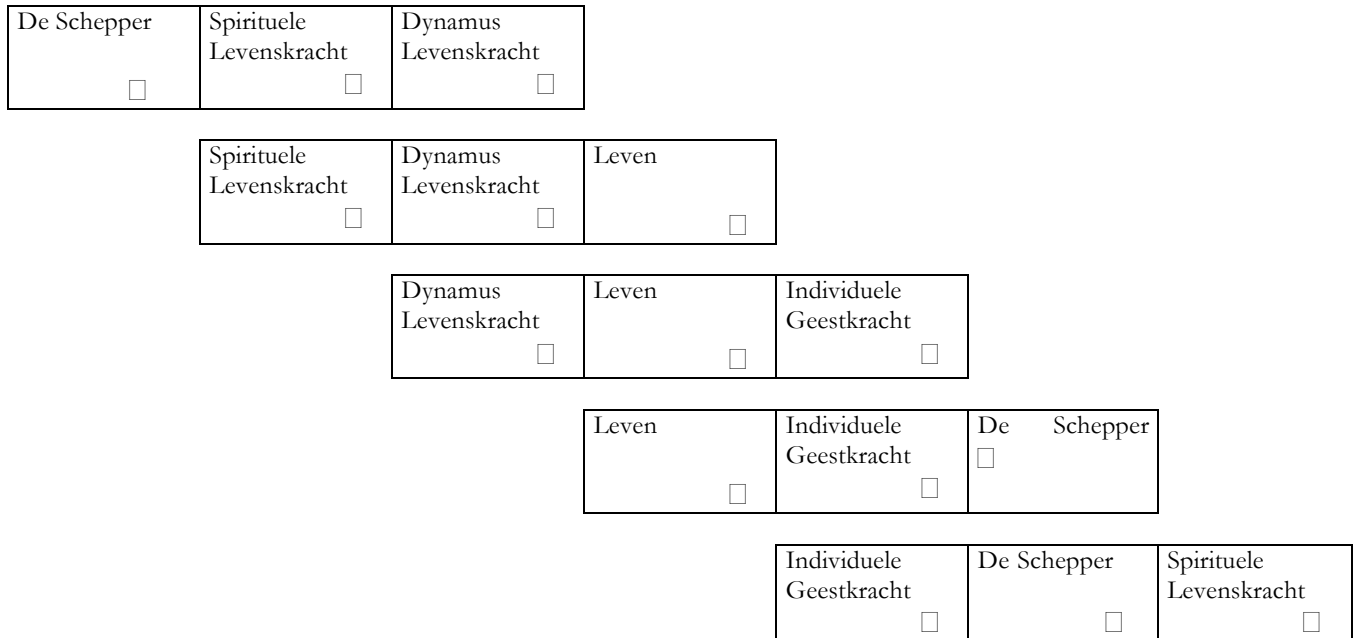 De Schepper
Spirituele
Levenskracht
Dynamus
Levenskracht
Spirituele
Levenskracht
Dynamus
Levenskracht
Leven
Dynamus
Levenskracht
Leven
Individuele
Geestkracht
Leven
Individuele
Geestkracht
De Schepper
Individuele
Geestkracht
De Schepper
Spirituele
Levenskracht